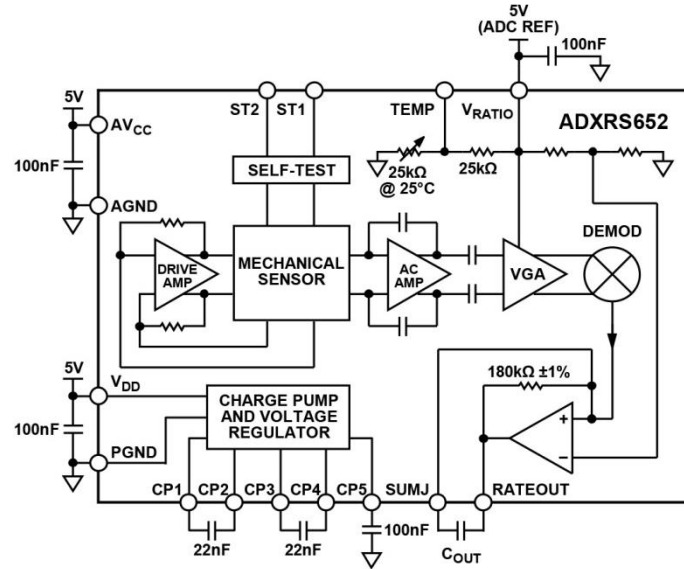 5V
(ADC REF)
100nF
5V
ST2
ST1
TEMP
VRATIO
ADXRS652
AVCC
100nF
25kΩ
@ 25°C
25kΩ
SELF-TEST
AGND
DEMOD
DRIVE
AMP
MECHANICAL
SENSOR
AC
AMP
VGA
5V
VDD
180kΩ ±1%
100nF
CHARGE PUMP
AND VOLTAGE
REGULATOR
+
–
PGND
CP1
CP2
CP3
CP4
CP5
SUMJ
RATEOUT
22nF
22nF
100nF
COUT